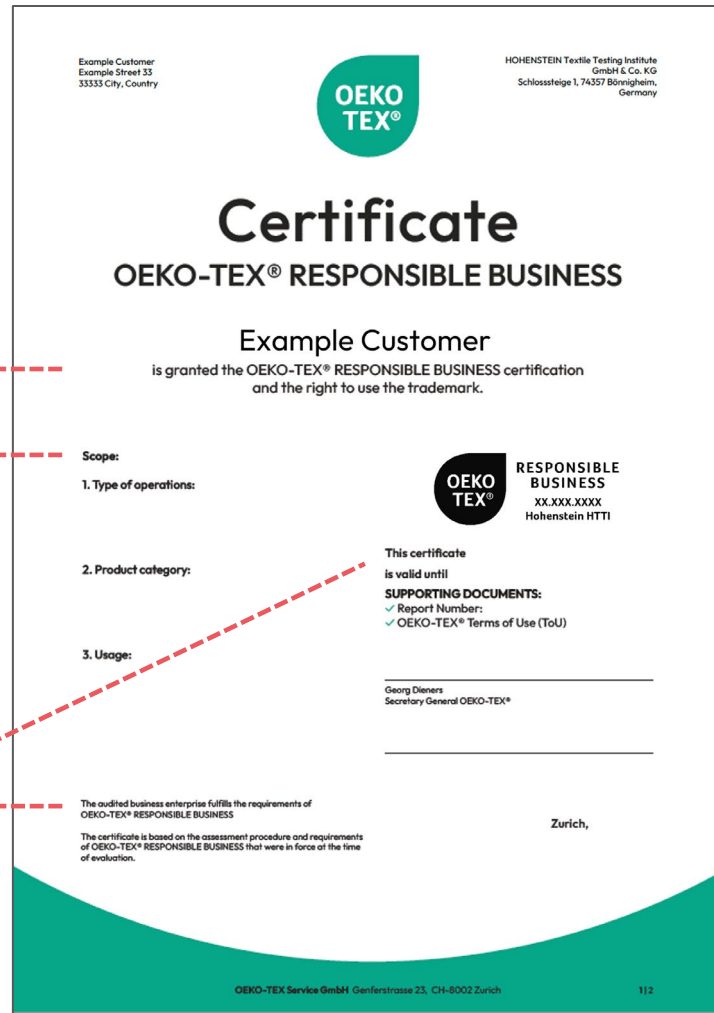 Example Customer
Example Street 33
33333 City, Country
OEKO
TEX®
HOHENSTEIN Textile Testing Institute
GmbH & Co. KG
Schlosssteige 1, 74357 Bönnigheim,
Germany
Certificate
OEKO-TEX® RESPONSIBLE BUSINESS
Example Customer
is granted the OEKO-TEX® RESPONSIBLE BUSINESS certification
and the right to use the trademark.
Scope:
1. Type of operations:
2. Product category:
3. Usage:
OEKO
TEX®
RESPONSIBLE
BUSINESS
XX.XXX.XXXX
Hohenstein HTTI
This certificate
is valid until
SUPPORTING DOCUMENTS:
✓ Report Number:
✓ OEKO-TEX® Terms of Use (ToU)
Georg Dieners
Secretary General OEKO-TEX®
The audited business enterprise fulfills the requirements of
OEKO-TEX® RESPONSIBLE BUSINESS
The certificate is based on the assessment procedure and requirements
of OEKO-TEX® RESPONSIBLE BUSINESS that were in force at the time
of evaluation.
Zurich,
OEKO-TEX Service GmbH Genferstrasse 23, CH-8002 Zurich
1|2